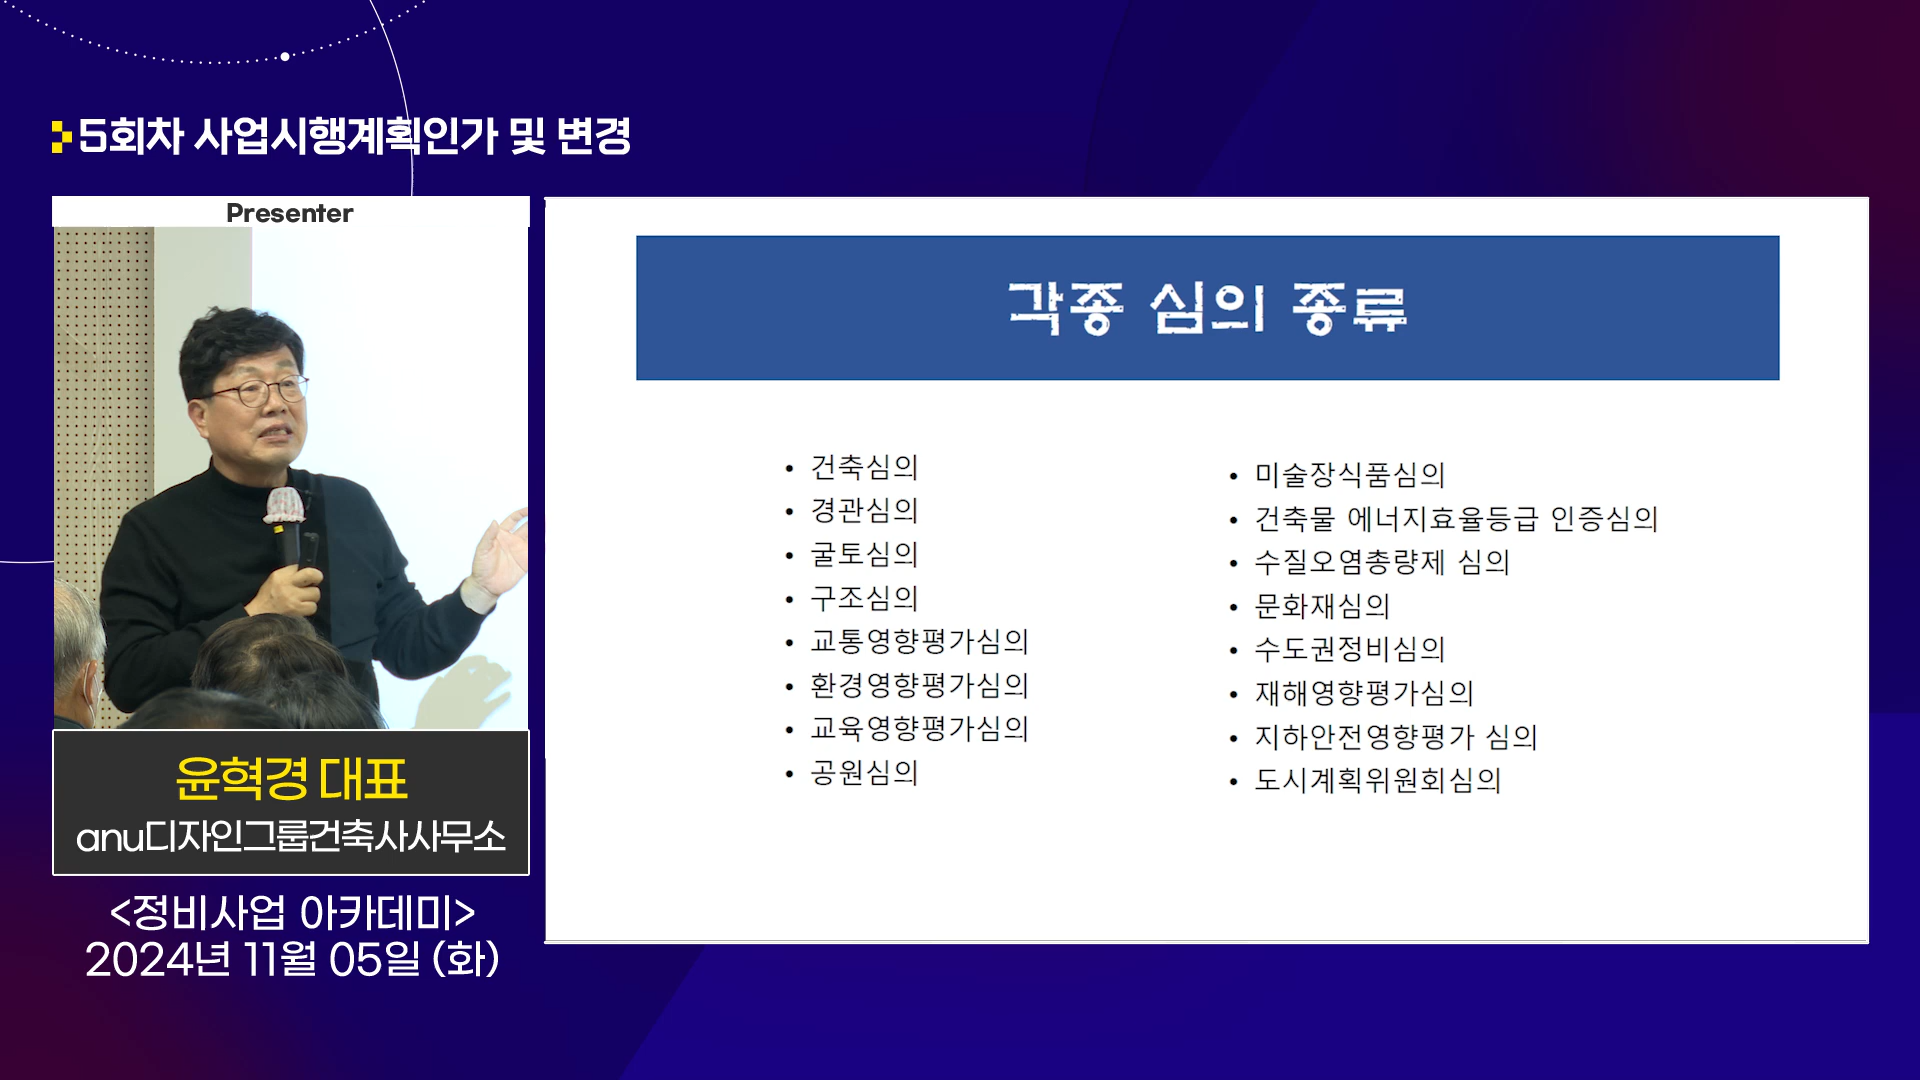 5회차 사업시행계획인가 및 변경
Presenter
윤혁경 대표
anu디자인그룹건축사사무소
<정비사업 아카데미>
2024년 11월 05일 (화)
각종 심의 종류
• 건축심의
• 경관심의
• 굴토심의
• 구조심의
• 교통영향평가심의
• 환경영향평가심의
• 교육영향평가심의
• 공원심의
• 미술장식품심의
• 건축물 에너지효율등급 인증심의
• 수질오염총량제 심의
• 문화재심의
• 수도권정비심의
• 재해영향평가심의
• 지하안전영향평가 심의
• 도시계획위원회심의